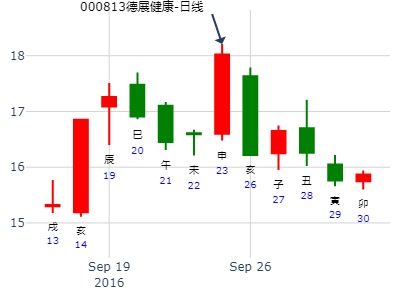 000813德展健康-日线
18
17
16
15
戌
13
亥
14
辰
19
巳
20
午
21
未
22
申
23
亥
26
子
27
丑
28
寅
29
卯
30
Sep 19
2016
Sep 26